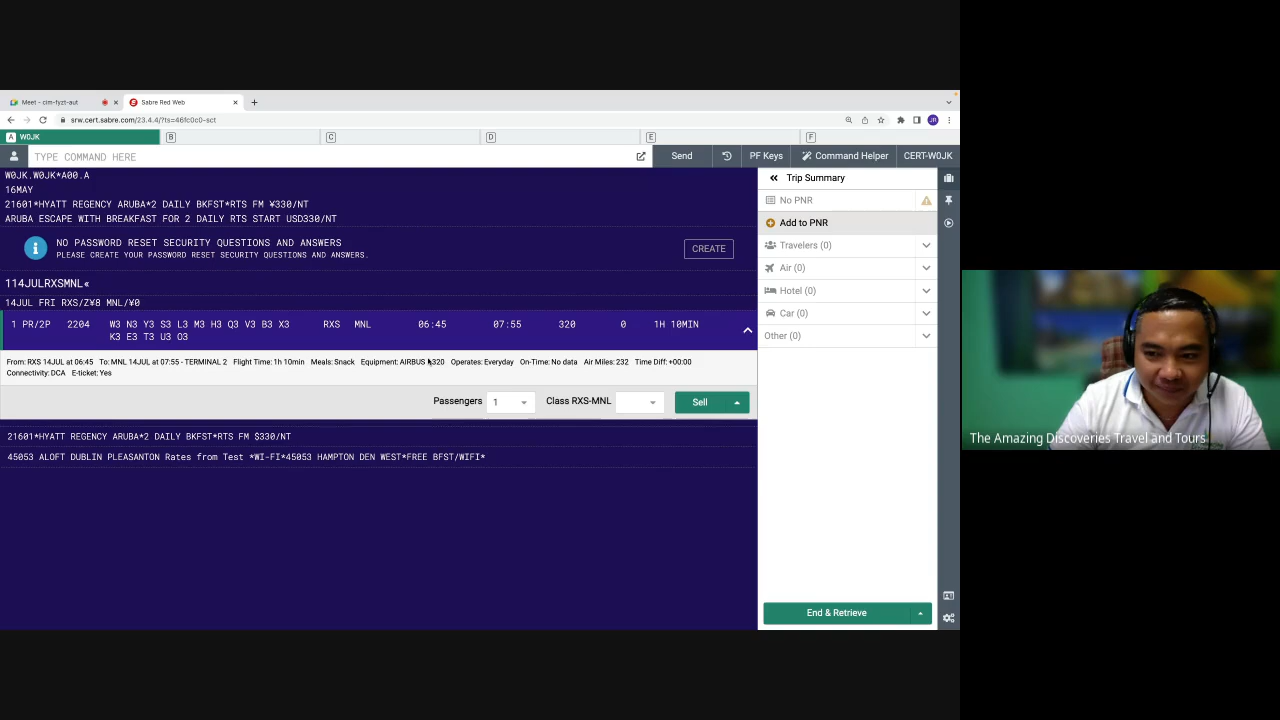 Meet - cim-fyzt-aut
Sabre Red Web
srw.cert.sabre.com/23.4.4/?ts=46fc0c0-sct
JR
A W0JK
B
C
D
E
F
TYPE COMMAND HERE
Send
PF Keys
Command Helper
CERT-W0JK
W0JK.W0JK*A00.A
16MAY
21601*HYATT REGENCY ARUBA*2 DAILY BKFST*RTS FM ¥330/NT
ARUBA ESCAPE WITH BREAKFAST FOR 2 DAILY RTS START USD330/NT
NO PASSWORD RESET SECURITY QUESTIONS AND ANSWERS
PLEASE CREATE YOUR PASSWORD RESET SECURITY QUESTIONS AND ANSWERS.
CREATE
114JULRXSMNL«
14JUL FRI RXS/Z¥8 MNL/¥0
1 PR/2P 2204 W3 N3 Y3 S3 L3 M3 H3 Q3 V3 B3 X3 RXS MNL 06:45 07:55 320 0 1H 10MIN
K3 E3 T3 U3 O3
From: RXS 14JUL at 06:45 To: MNL 14JUL at 07:55 - TERMINAL 2 Flight Time: 1h 10min Meals: Snack Equipment: AIRBUS 320 Operates: Everyday On-Time: No data Air Miles: 232 Time Diff: +00:00
Connectivity: DCA E-ticket: Yes
Passengers 1 Class RXS-MNL Sell
21601*HYATT REGENCY ARUBA*2 DAILY BKFST*RTS FM $330/NT
45053 ALOFT DUBLIN PLEASANTON Rates from Test *WI-FI*45053 HAMPTON DEN WEST*FREE BFST/WIFI*
Trip Summary
No PNR
Add to PNR
Travelers (0)
Air (0)
Hotel (0)
Car (0)
Other (0)
End & Retrieve
The Amazing Discoveries Travel and Tours